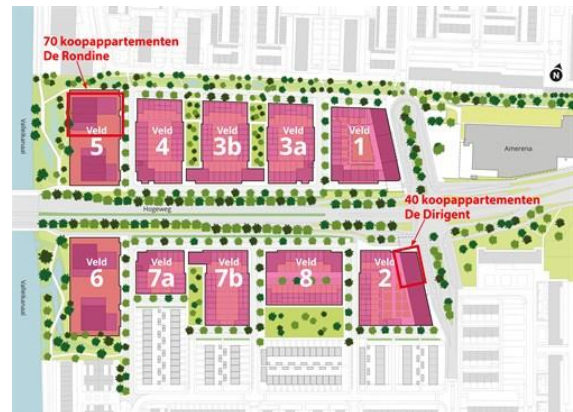 70 koopappartementen
De Rondine
N
Valleikanaal
Veld
5
Veld
4
Veld
3b
Veld
3a
Veld
1
Amerena
Hogeweg
40 koopappartementen
De Dirigent
Valleikanaal
Veld
6
Veld
7a
Veld
7b
Veld
8
Veld
2